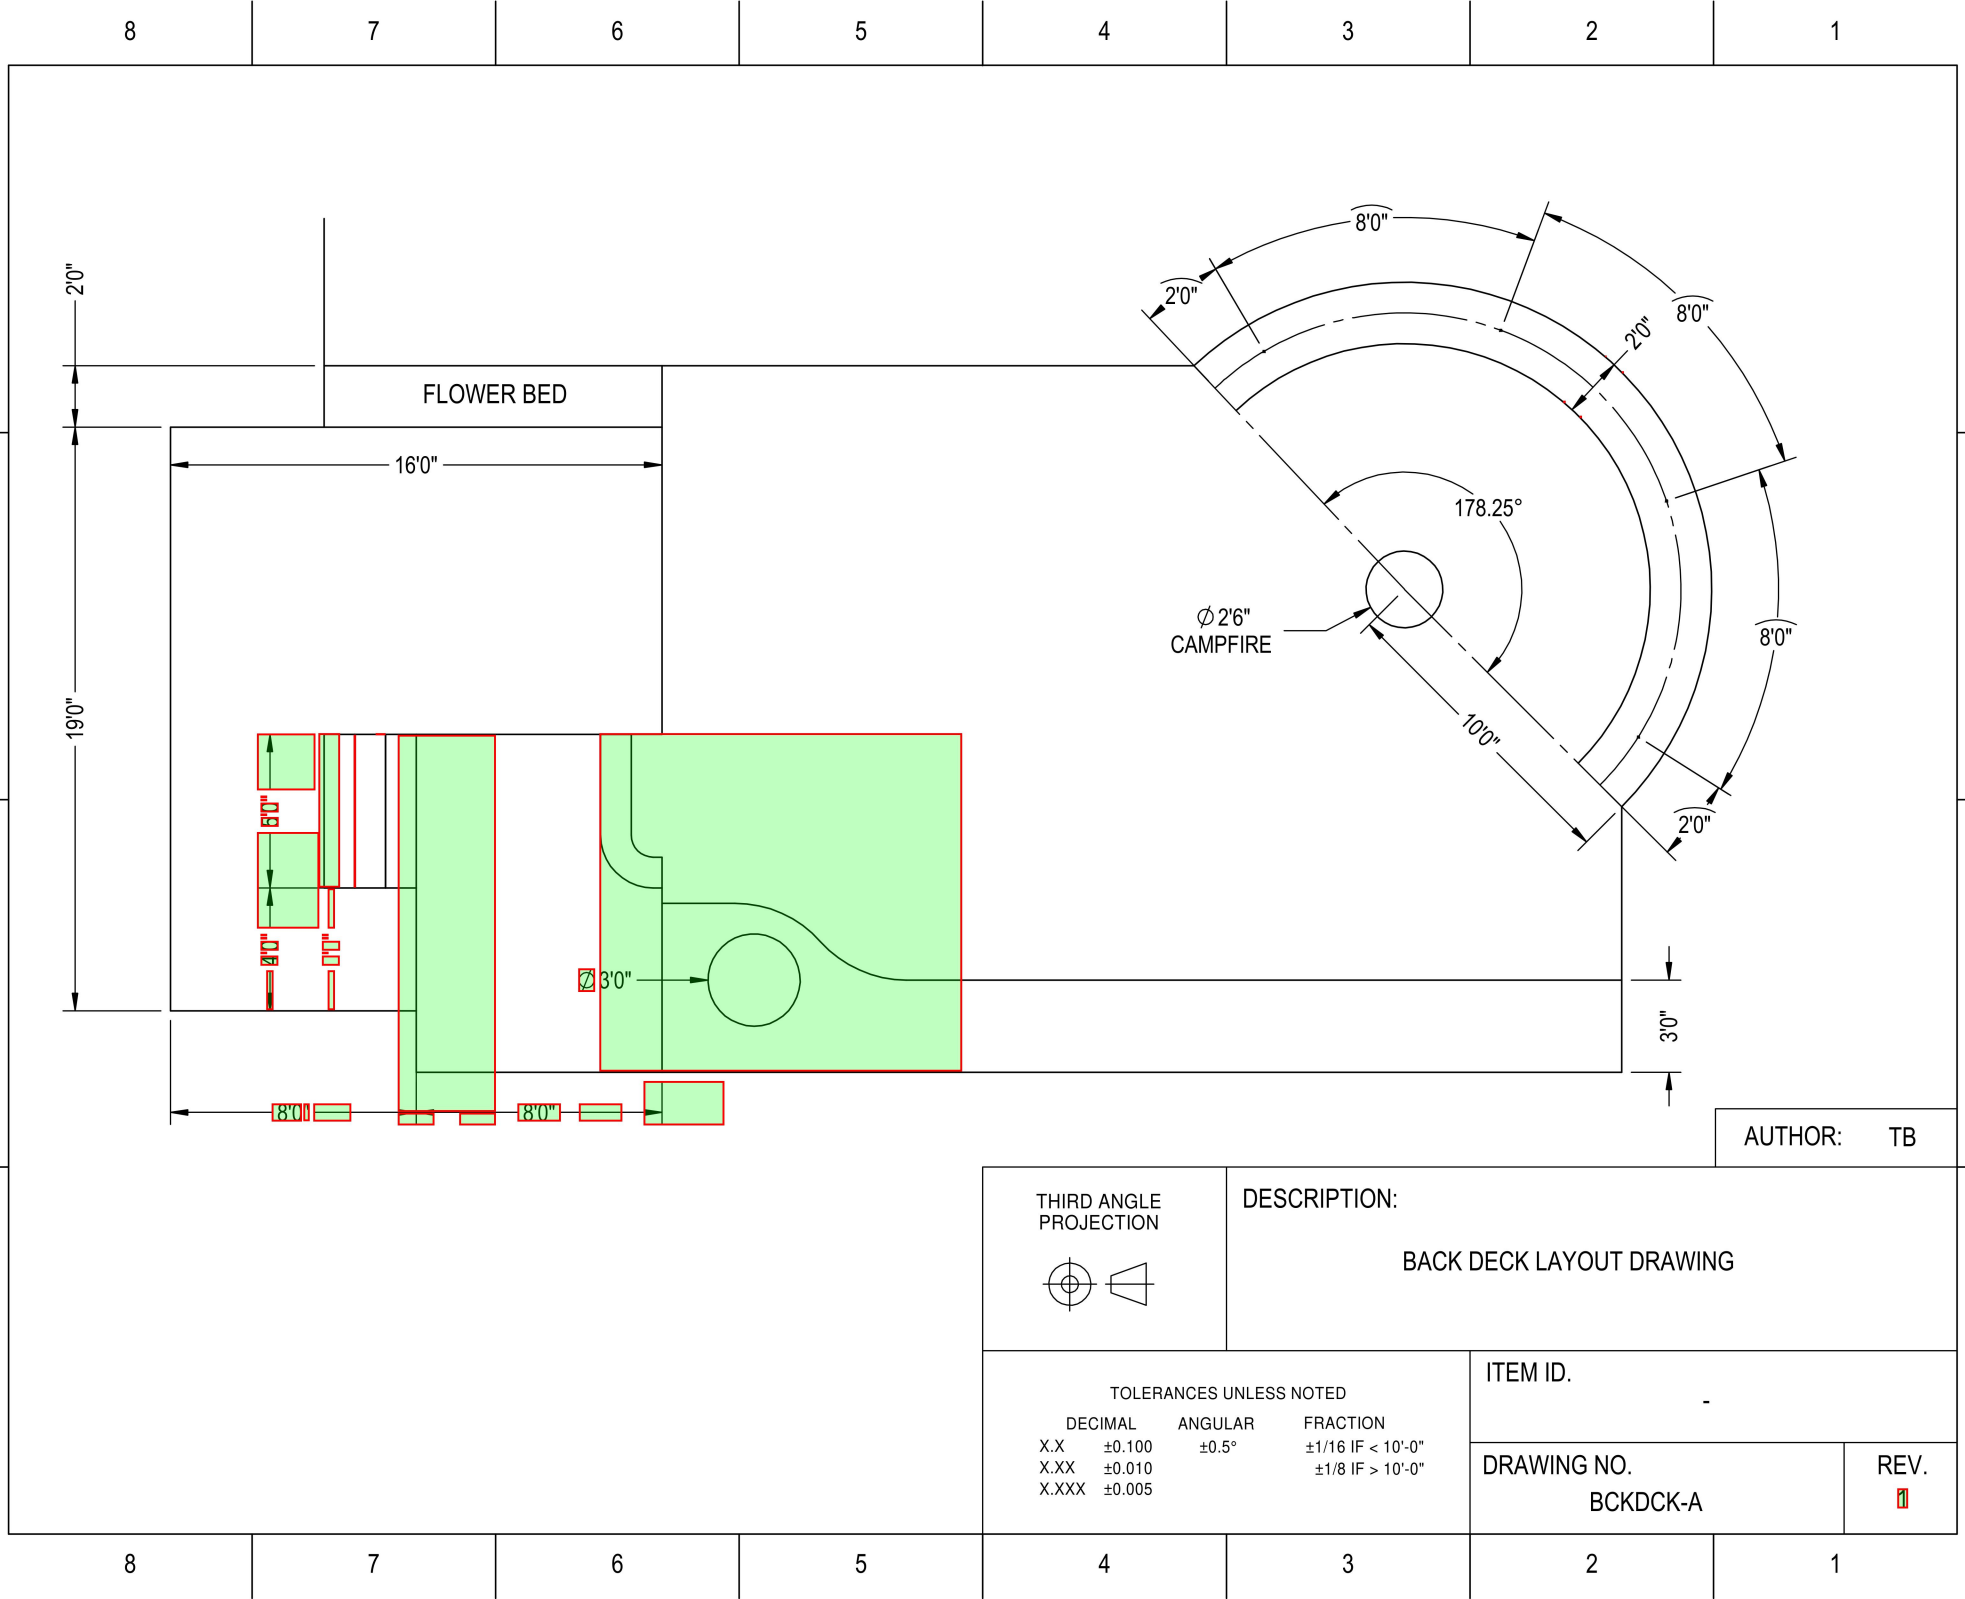 8 7 6 5 4 3 2 1
8'0"
2'0"
8'0"
2'0"
2'0"
FLOWER BED
16'0"
178.25°
Ø 2'6"
CAMPFIRE
8'0"
10'0"
19'0"
6'0"
2'0"
4'0"
Ø 3'0"
3'0"
8'0"
8'0"
AUTHOR: TB
THIRD ANGLE
PROJECTION
DESCRIPTION:
BACK DECK LAYOUT DRAWING
TOLERANCES UNLESS NOTED
DECIMAL ANGULAR FRACTION
X.X ±0.100 ±0.5° ±1/16 IF < 10'-0"
X.XX ±0.010 ±1/8 IF > 10'-0"
X.XXX ±0.005
ITEM ID.
-
DRAWING NO.
BCKDCK-A
REV.
1
8 7 6 5 4 3 2 1